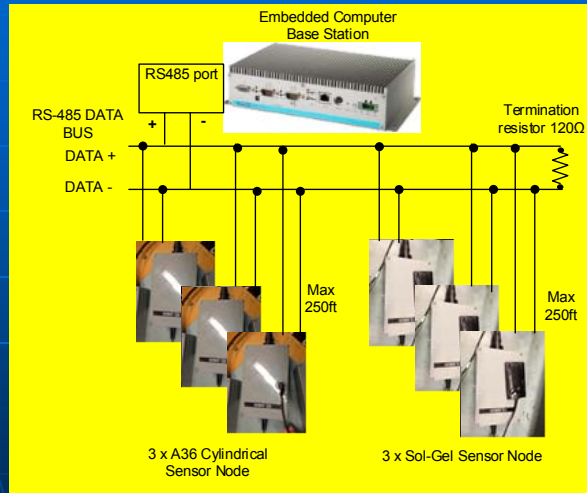 Embedded Computer
Base Station
RS485 port
+ -
RS-485 DATA
BUS
DATA +
DATA -
Termination
resistor 120Ω
Max
250ft
Max
250ft
3 x A36 Cylindrical
Sensor Node
3 x Sol-Gel Sensor Node